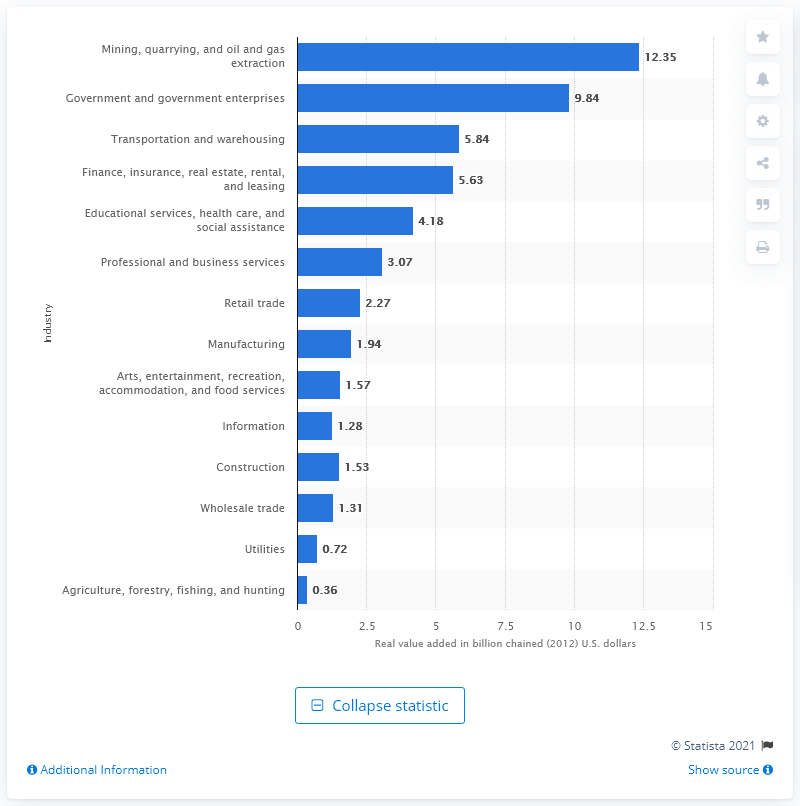 Mining, quarrying, and oil and gas
extraction
12.35
Government and government enterprises
9.84
Transportation and warehousing
5.84
Finance, insurance, real estate, rental,
and leasing
5.63
Educational services, health care, and
social assistance
4.18
Professional and business services
3.07
Retail trade
2.27
Manufacturing
1.94
Arts, entertainment, recreation,
accommodation, and food services
1.57
Information
1.28
Construction
1.53
Wholesale trade
1.31
Utilities
0.72
Agriculture, forestry, fishing, and hunting
0.36
Industry
0 2.5 5 7.5 10 12.5 15
Real value added in billion chained (2012) U.S. dollars
Collapse statistic
© Statista 2021
Additional Information
Show source